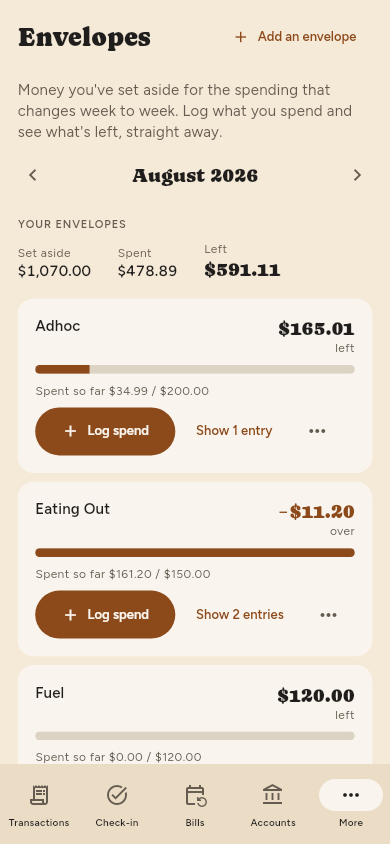 Envelopes
Add an envelope
Money you've set aside for the spending that
changes week to week. Log what you spend and
see what's left, straight away.
August 2026
YOUR ENVELOPES
Set aside
$1,070.00
Spent
$478.89
Left
$591.11
Adhoc
$165.01
left
Spent so far $34.99 / $200.00
Log spend
Show 1 entry
Eating Out
–$11.20
over
Spent so far $161.20 / $150.00
Log spend
Show 2 entries
Fuel
$120.00
left
Spent so far $0.00 / $120.00
Transactions
Check-in
Bills
Accounts
More